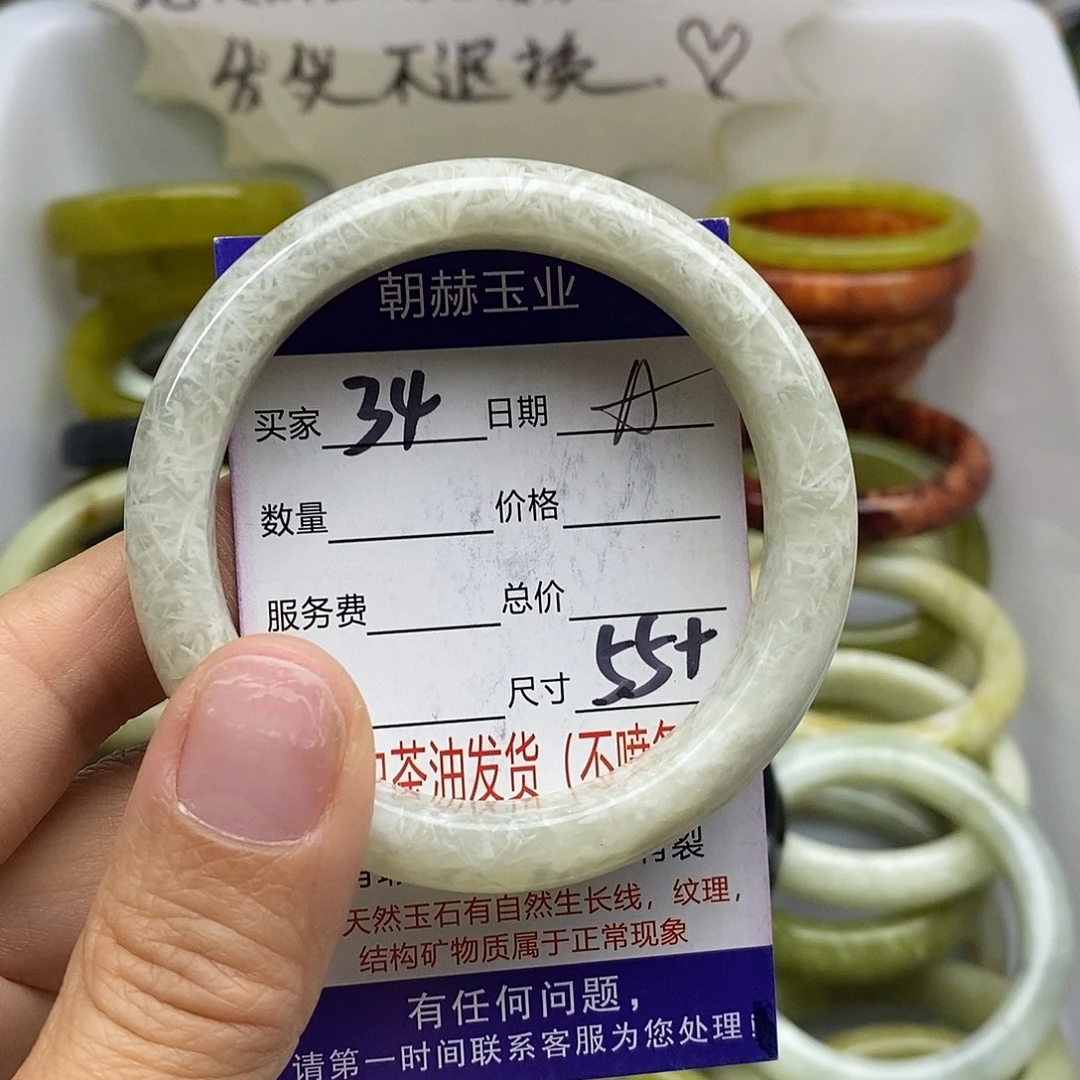 不退换
朝赫玉业
买家 34 日期 A
数量 价格
服务费 总价
尺寸 55+
茶油发货（不喷
裂
天然玉石有自然生长线，纹理，
结构矿物质属于正常现象
有任何问题，
请第一时间联系客服为您处理！